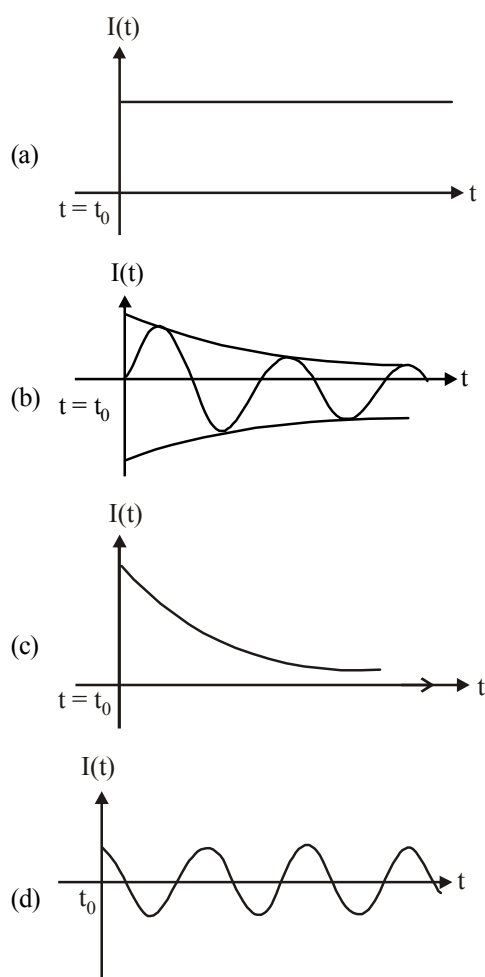 I(t)
(a)
t
t = t₀
I(t)
(b)
t
t = t₀
I(t)
(c)
t
t = t₀
I(t)
(d)
t
t₀